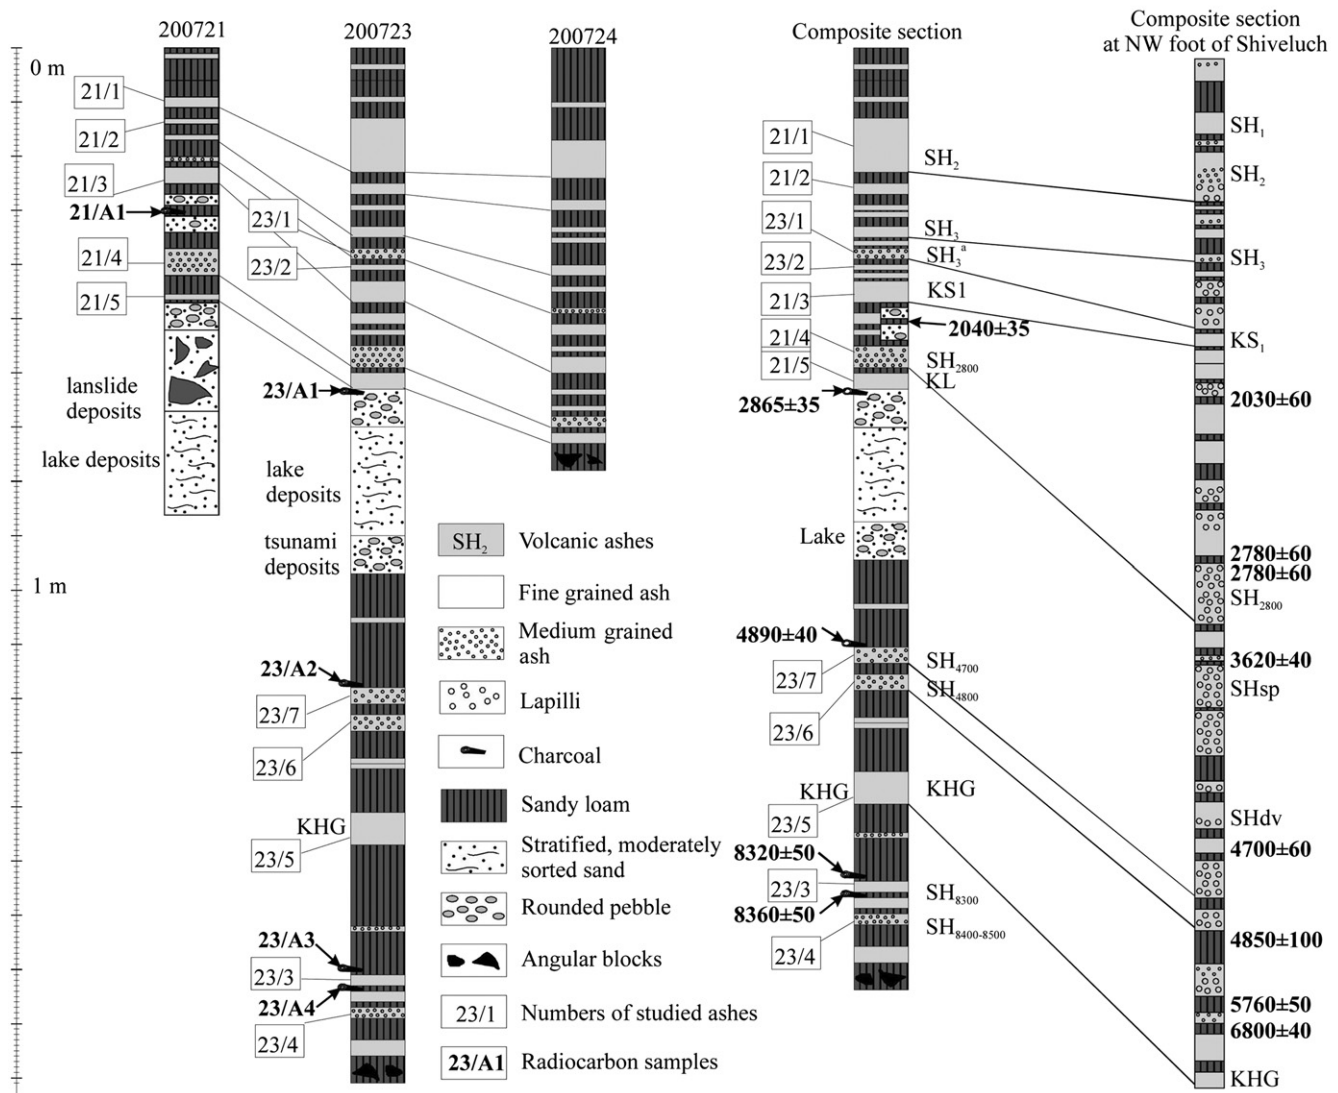 200721
200723
200724
Composite section
Composite section
at NW foot of Shiveluch
0 m
1 m
21/1
21/2
21/3
21/A1
21/4
21/5
lanslide
deposits
lake deposits
23/1
23/2
23/A1
lake
deposits
tsunami
deposits
23/A2
23/7
23/6
KHG
23/5
23/A3
23/3
23/A4
23/4
SH₂ Volcanic ashes
Fine grained ash
Medium grained
ash
Lapilli
Charcoal
Sandy loam
Stratified, moderately
sorted sand
Rounded pebble
Angular blocks
23/1 Numbers of studied ashes
23/A1 Radiocarbon samples
21/1
21/2
23/1
23/2
21/3
21/4
21/5
2865±35
Lake
4890±40
23/7
23/6
KHG
23/5
8320±50
23/3
8360±50
23/4
SH₂
SH₃
SH₃ᵃ
KS1
2040±35
SH₂₈₀₀
KL
SH₄₇₀₀
SH₄₈₀₀
KHG
SH₈₃₀₀
SH₈₄₀₀₋₈₅₀₀
SH₁
SH₂
SH₃
KS₁
2030±60
2780±60
2780±60
SH₂₈₀₀
3620±40
SHsp
SHdv
4700±60
4850±100
5760±50
6800±40
KHG